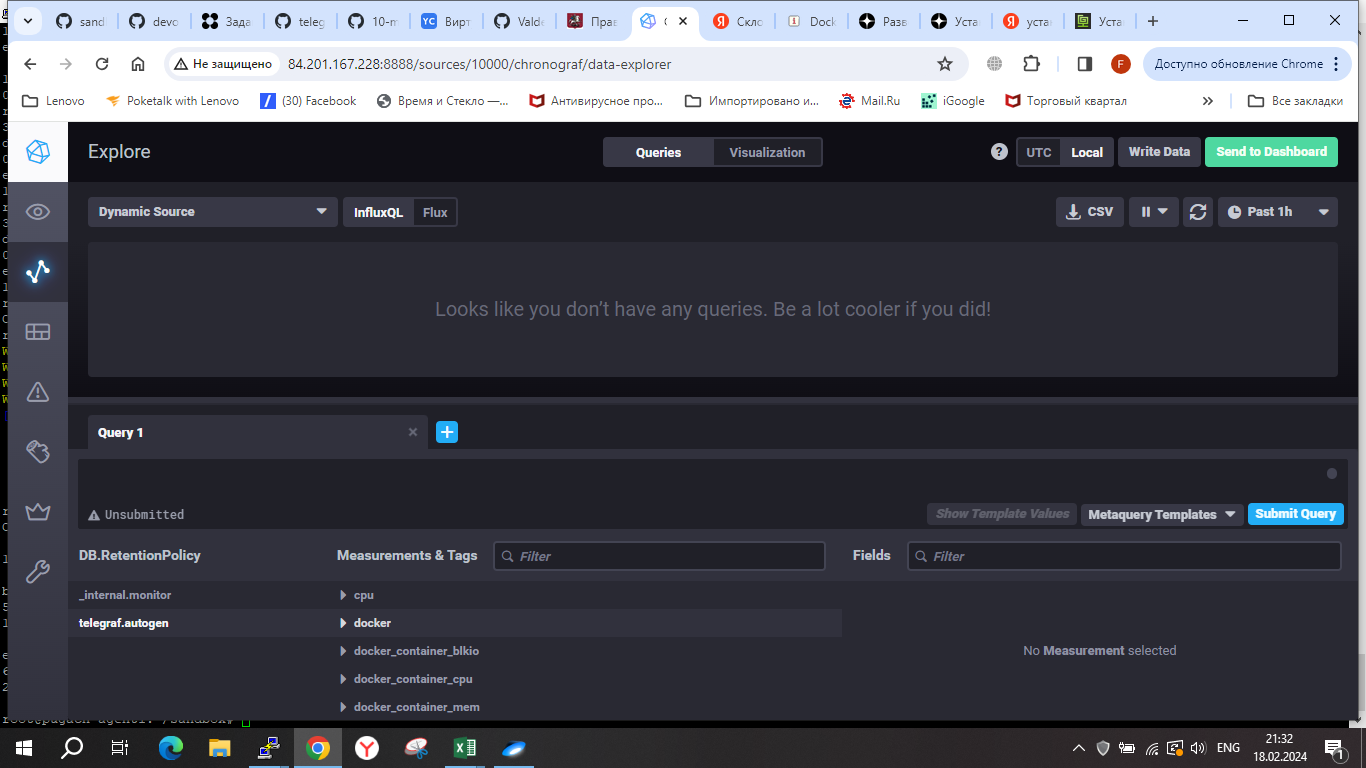 sand
devo
Зада
teleg
10-m
Вирт
Valde
Прав
C
Скло
Dock
Разв
Уста
уста
Уста
Не защищено
84.201.167.228:8888/sources/10000/chronograf/data-explorer
F
Доступно обновление Chrome
Lenovo
Poketalk with Lenovo
(30) Facebook
Время и Стекло —...
Антивирусное про...
Импортировано и...
Mail.Ru
iGoogle
Торговый квартал
Все закладки
Explore
Queries
Visualization
?
UTC
Local
Write Data
Send to Dashboard
Dynamic Source
InfluxQL
Flux
CSV
Past 1h
Looks like you don’t have any queries. Be a lot cooler if you did!
Query 1
Unsubmitted
Show Template Values
Metaquery Templates
Submit Query
DB.RetentionPolicy
Measurements & Tags
Filter
Fields
Filter
_internal.monitor
cpu
telegraf.autogen
docker
docker_container_blkio
No Measurement selected
docker_container_cpu
docker_container_mem
ENG
21:32
18.02.2024
1